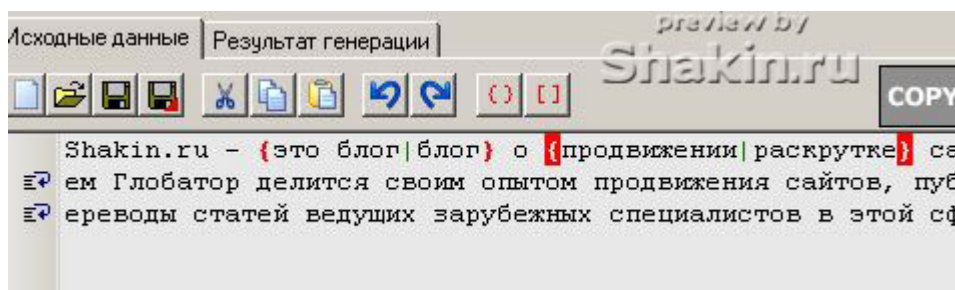 preview by
Shakin.ru
Исходные данные Результат генерации
{} [] COPY
Shakin.ru - {это блог|блог} о {продвижении|раскрутке} са
ем Глобатор делится своим опытом продвижения сайтов, пуб
ереводы статей ведущих зарубежных специалистов в этой сф